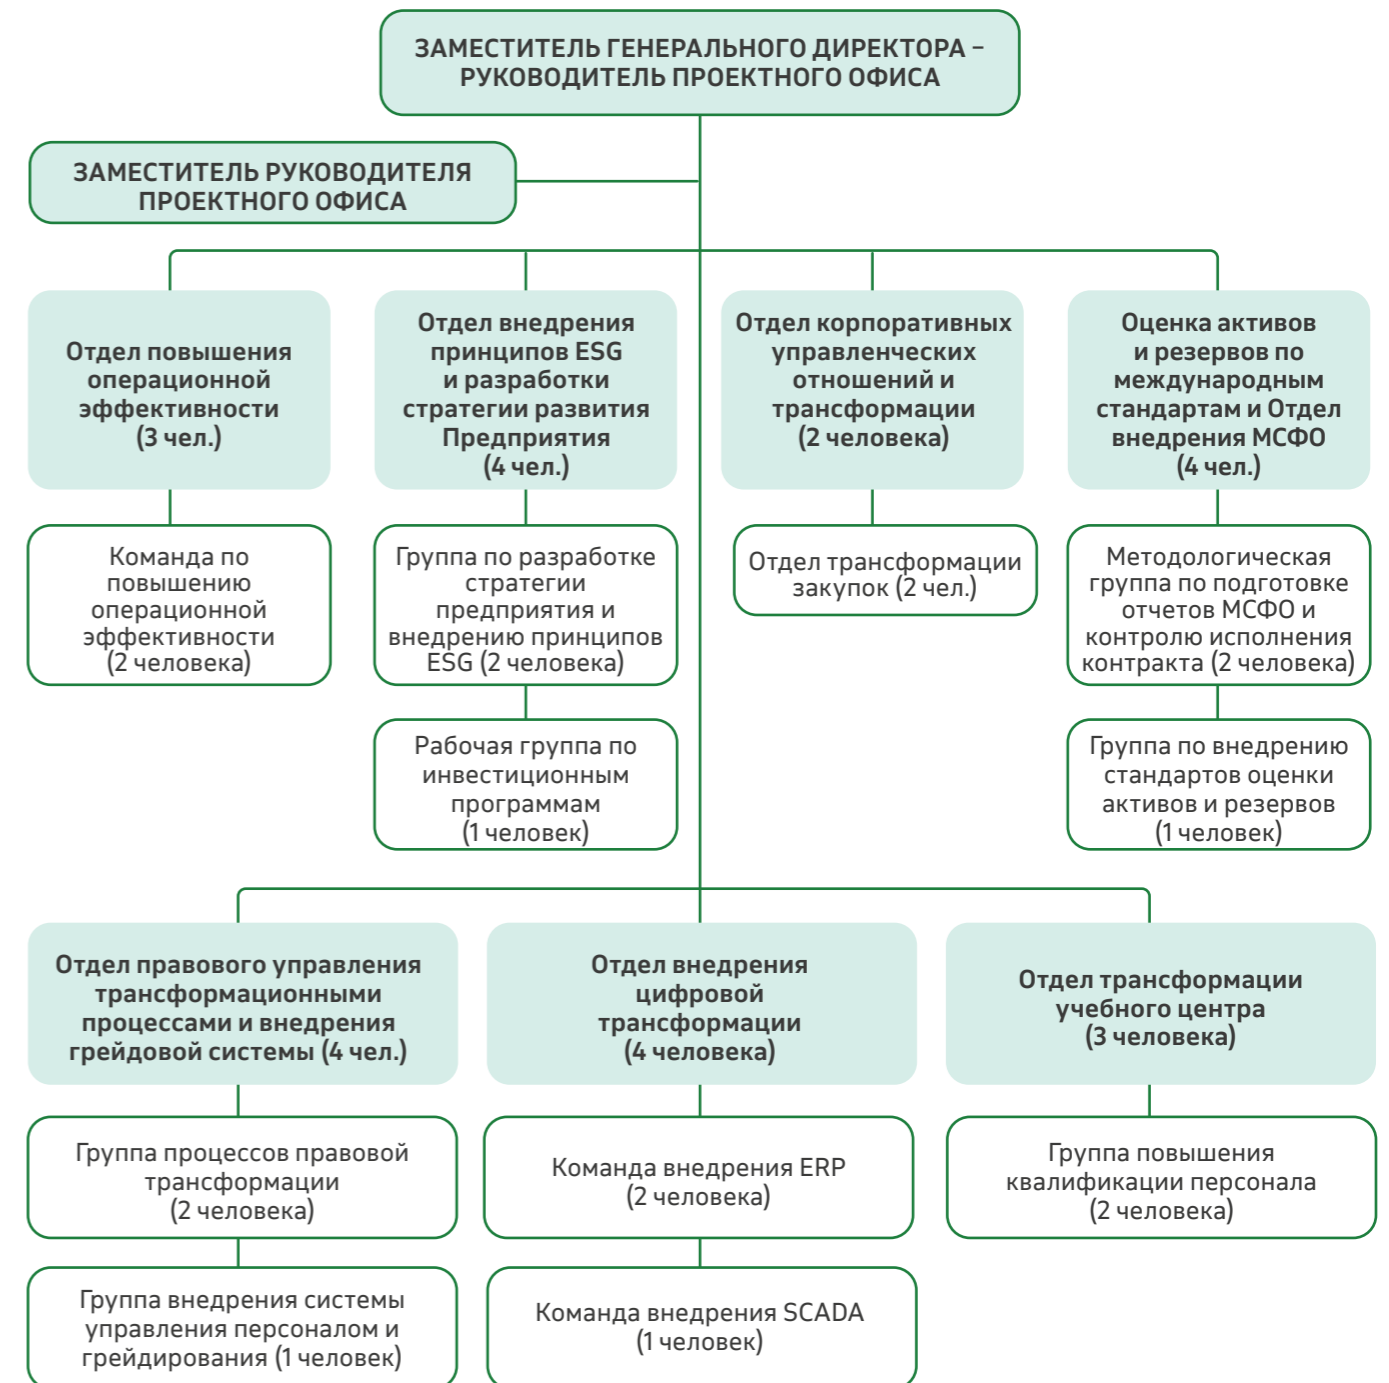 ЗАМЕСТИТЕЛЬ ГЕНЕРАЛЬНОГО ДИРЕКТОРА –
РУКОВОДИТЕЛЬ ПРОЕКТНОГО ОФИСА
ЗАМЕСТИТЕЛЬ РУКОВОДИТЕЛЯ
ПРОЕКТНОГО ОФИСА
Отдел повышения
операционной
эффективности
(3 чел.)
Отдел внедрения
принципов ESG
и разработки
стратегии развития
Предприятия
(4 чел.)
Отдел корпоративных
управленческих
отношений и
трансформации
(2 человека)
Оценка активов
и резервов по
международным
стандартам и Отдел
внедрения МСФО
(4 чел.)
Команда по
повышению
операционной
эффективности
(2 человека)
Группа по разработке
стратегии
предприятия и
внедрению принципов
ESG (2 человека)
Отдел трансформации
закупок (2 чел.)
Методологическая
группа по подготовке
отчетов МСФО и
контролю исполнения
контракта (2 человека)
Рабочая группа по
инвестиционным
программам
(1 человек)
Группа по внедрению
стандартов оценки
активов и резервов
(1 человек)
Отдел правового управления
трансформационными
процессами и внедрения
грейдовой системы (4 чел.)
Отдел внедрения
цифровой
трансформации
(4 человека)
Отдел трансформации
учебного центра
(3 человека)
Группа процессов правовой
трансформации
(2 человека)
Команда внедрения ERP
(2 человека)
Группа повышения
квалификации персонала
(2 человека)
Группа внедрения системы
управления персоналом и
грейдирования (1 человек)
Команда внедрения SCADA
(1 человек)